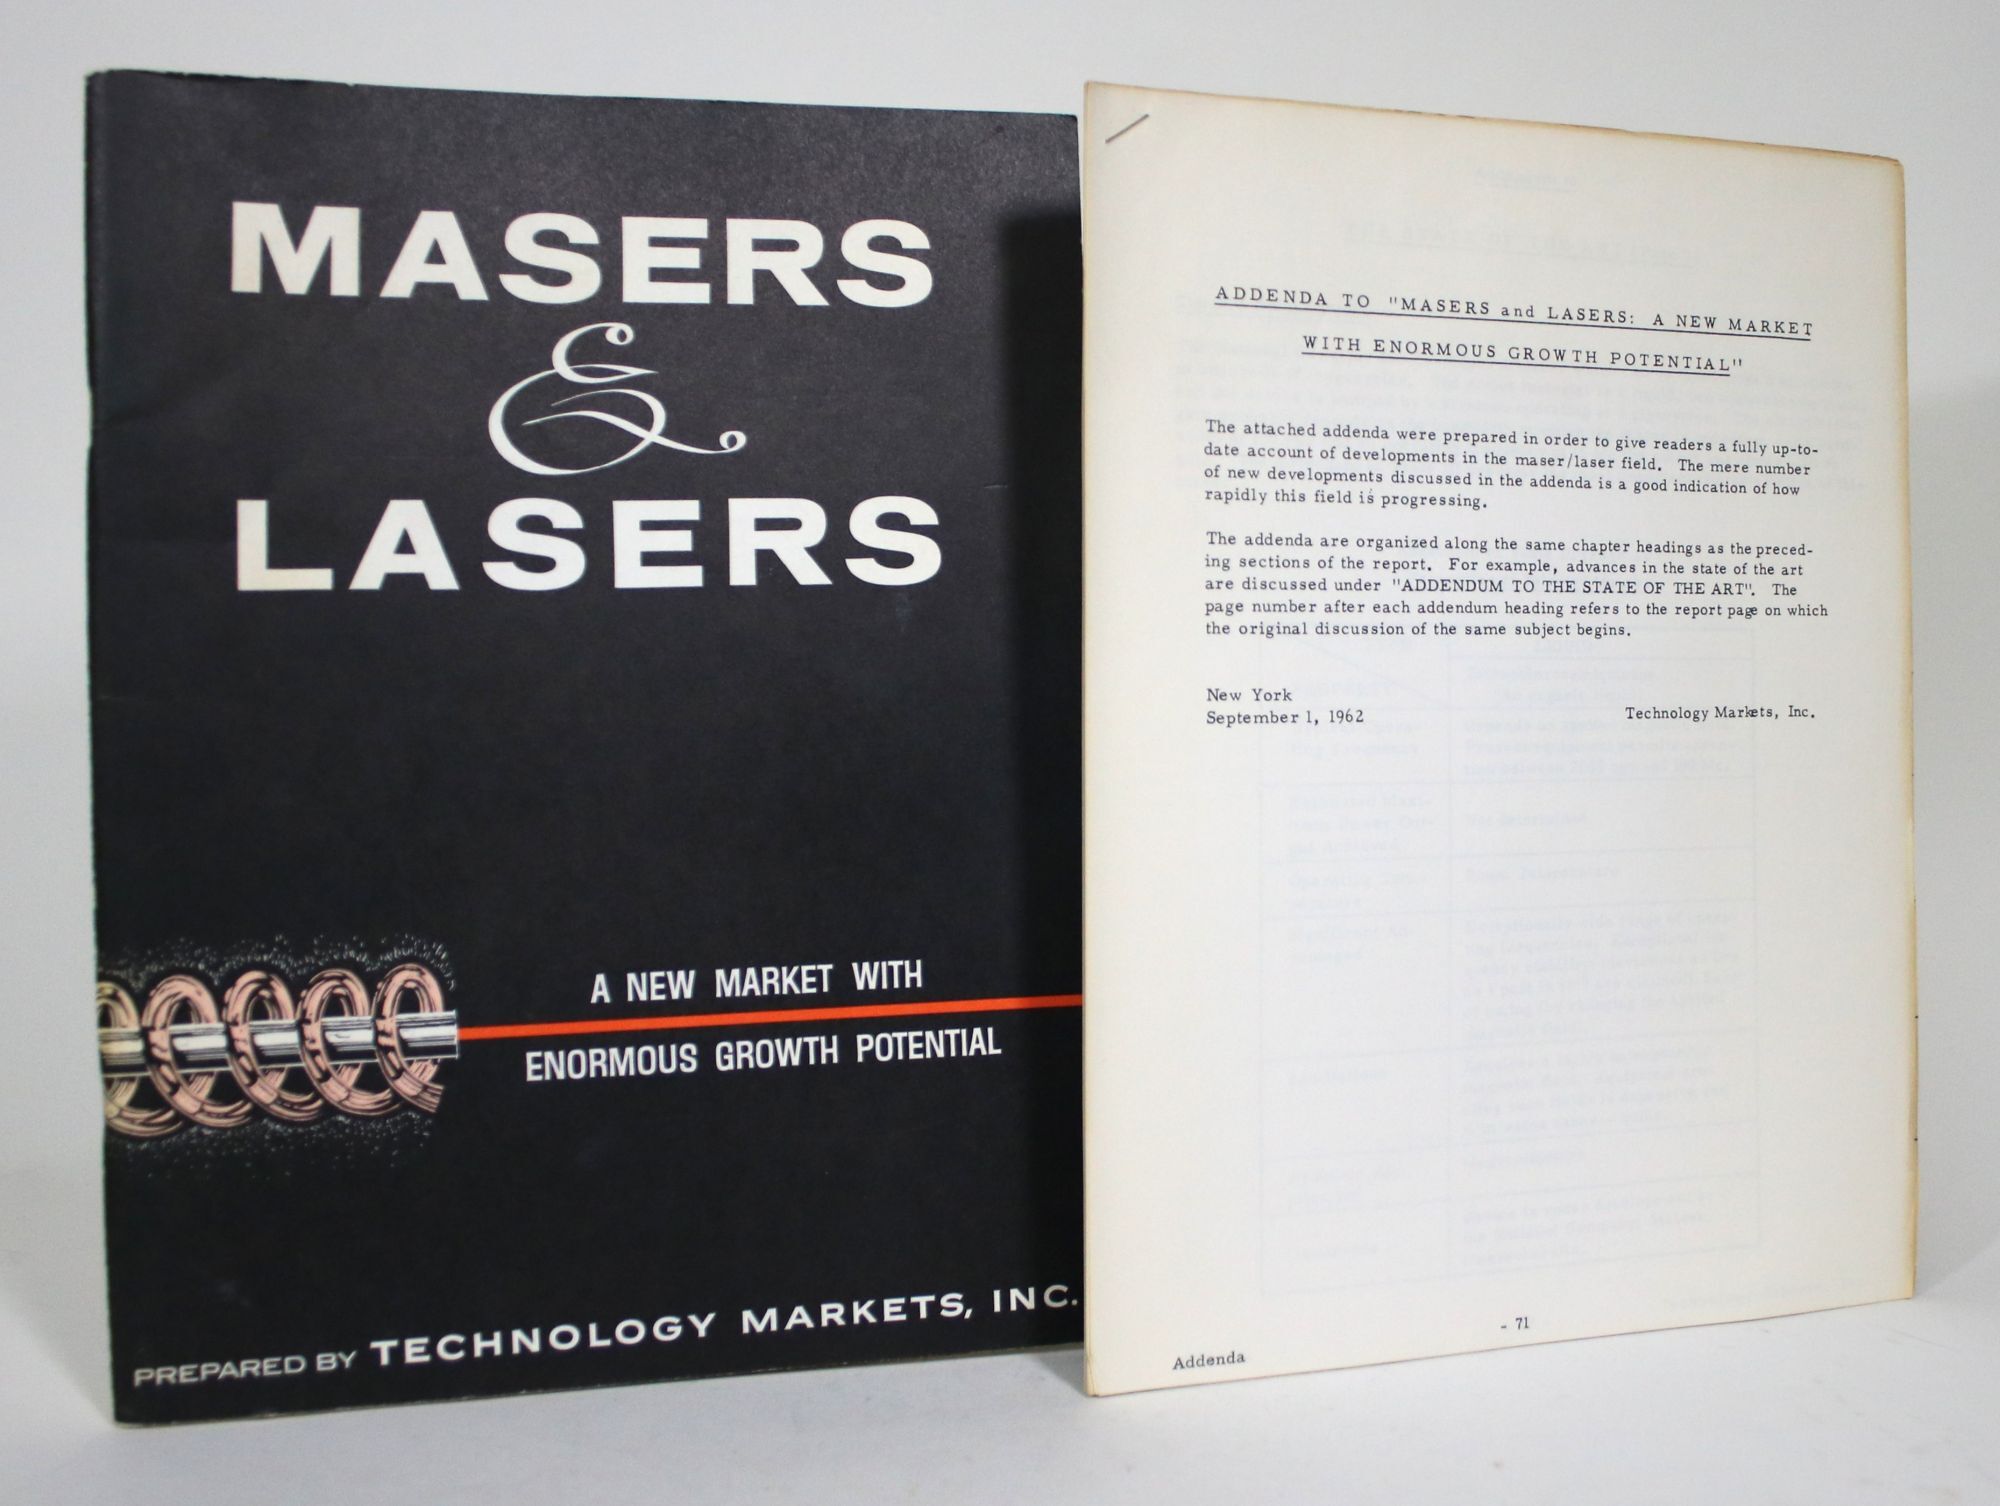 MASERS
&
LASERS
A NEW MARKET WITH
ENORMOUS GROWTH POTENTIAL
PREPARED BY TECHNOLOGY MARKETS, INC.
ADDENDA TO "MASERS and LASERS: A NEW MARKET
WITH ENORMOUS GROWTH POTENTIAL"
The attached addenda were prepared in order to give readers a fully up-to-
date account of developments in the maser/laser field. The mere number
of new developments discussed in the addenda is a good indication of how
rapidly this field is progressing.
The addenda are organized along the same chapter headings as the preced-
ing sections of the report. For example, advances in the state of the art
are discussed under "ADDENDUM TO THE STATE OF THE ART". The
page number after each addendum heading refers to the report page on which
the original discussion of the same subject begins.
New York
September 1, 1962
Technology Markets, Inc.
- 71
Addenda